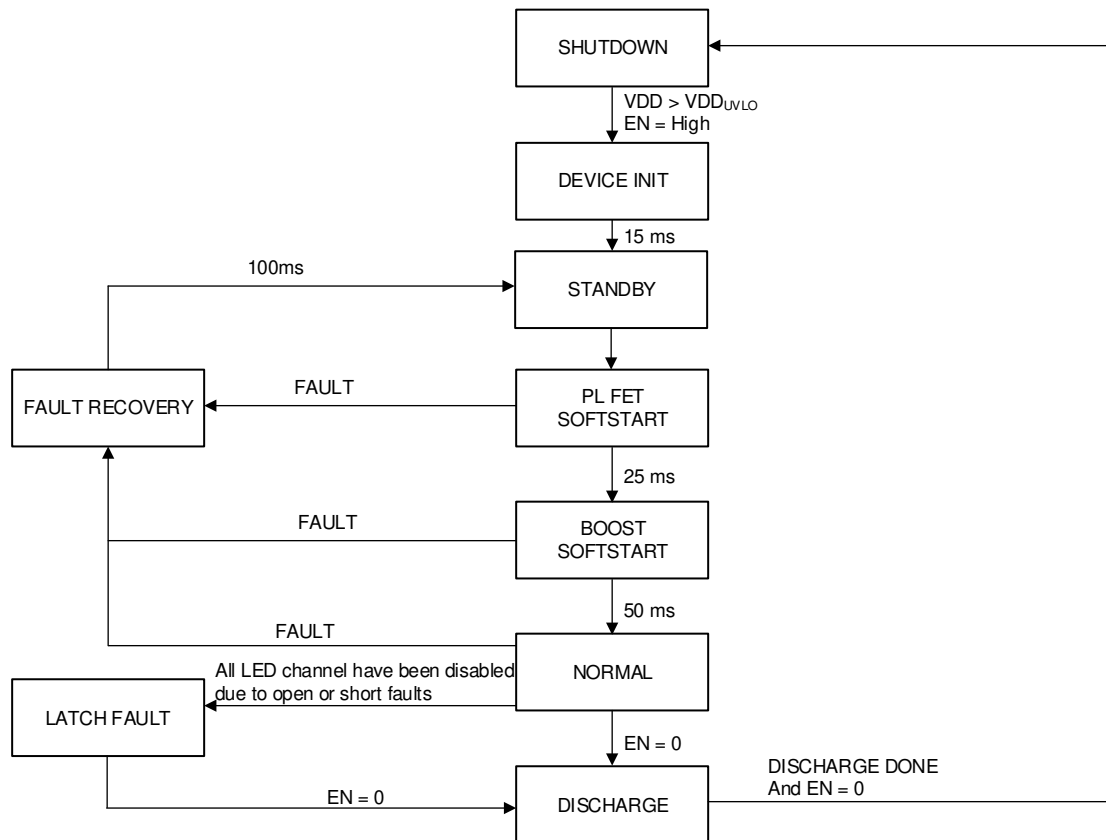 SHUTDOWN
VDD > VDDUVLO
EN = High
DEVICE INIT
15 ms
100ms
STANDBY
FAULT RECOVERY
FAULT
PL FET
SOFTSTART
25 ms
FAULT
BOOST
SOFTSTART
50 ms
FAULT
NORMAL
All LED channel have been disabled
due to open or short faults
LATCH FAULT
EN = 0
DISCHARGE DONE
And EN = 0
EN = 0
DISCHARGE